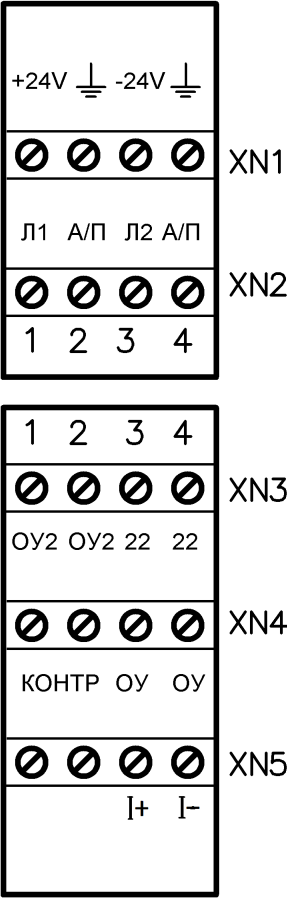 +24V -24V
XN1
Л1 А/П Л2 А/П
XN2
1 2 3 4
1 2 3 4
XN3
ОУ2 ОУ2 22 22
XN4
КОНТР ОУ ОУ
XN5
I+ I-